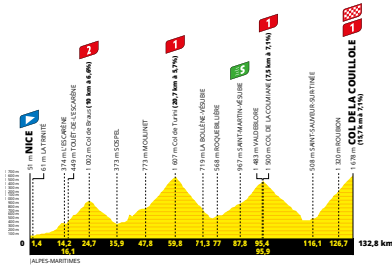 2
1
S
1
1
51 m NICE
61 m LA TRINITÉ
374 m L'ESCARÈNE
449 m TOUËT-DE-L'ESCARÈNE
1 002 m Col de Braus (10 km à 6,6%)
373 m SOSPEL
773 m MOULINET
1 607 m Col de Turini (20,7 km à 5,7%)
719 m LA BOLLÈNE-VÉSUBIE
568 m ROQUEBILLIÈRE
967 m SAINT-MARTIN-VÉSUBIE
1 483 m VALDEBLORE
1 500 m COL DE LA COLMIANE (7,5 km à 7,1%)
508 m SAINT-SAUVEUR-SUR-TINÉE
1 320 m ROUBION
1 678 m COL DE LA COUILLOLE
(15,7 km à 7,1%)
0 1,4 14,2 24,7 35,9 47,8 59,8 71,3 77 87,8 95,4 116,1 126,7 132,8 km
16,1 95,9
ALPES-MARITIMES